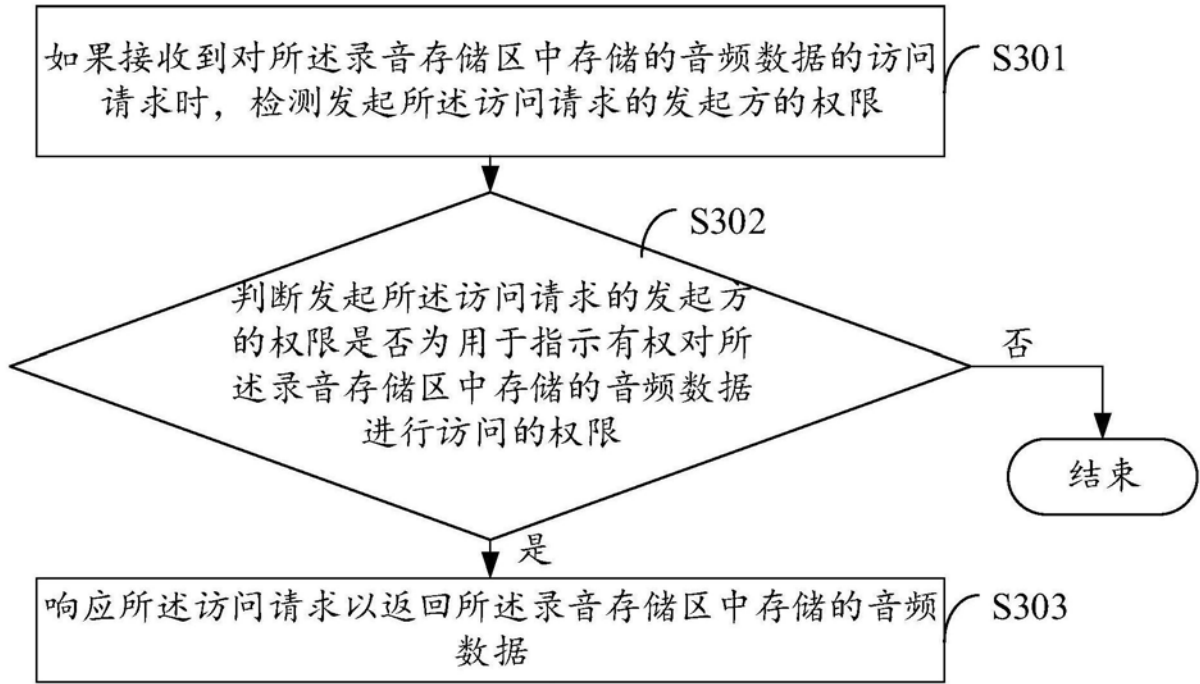 如果接收到对所述录音存储区中存储的音频数据的访问
请求时，检测发起所述访问请求的发起方的权限
S301
S302
判断发起所述访问请求的发起方
的权限是否为用于指示有权对所
述录音存储区中存储的音频数据
进行访问的权限
否
结束
是
响应所述访问请求以返回所述录音存储区中存储的音频
数据
S303